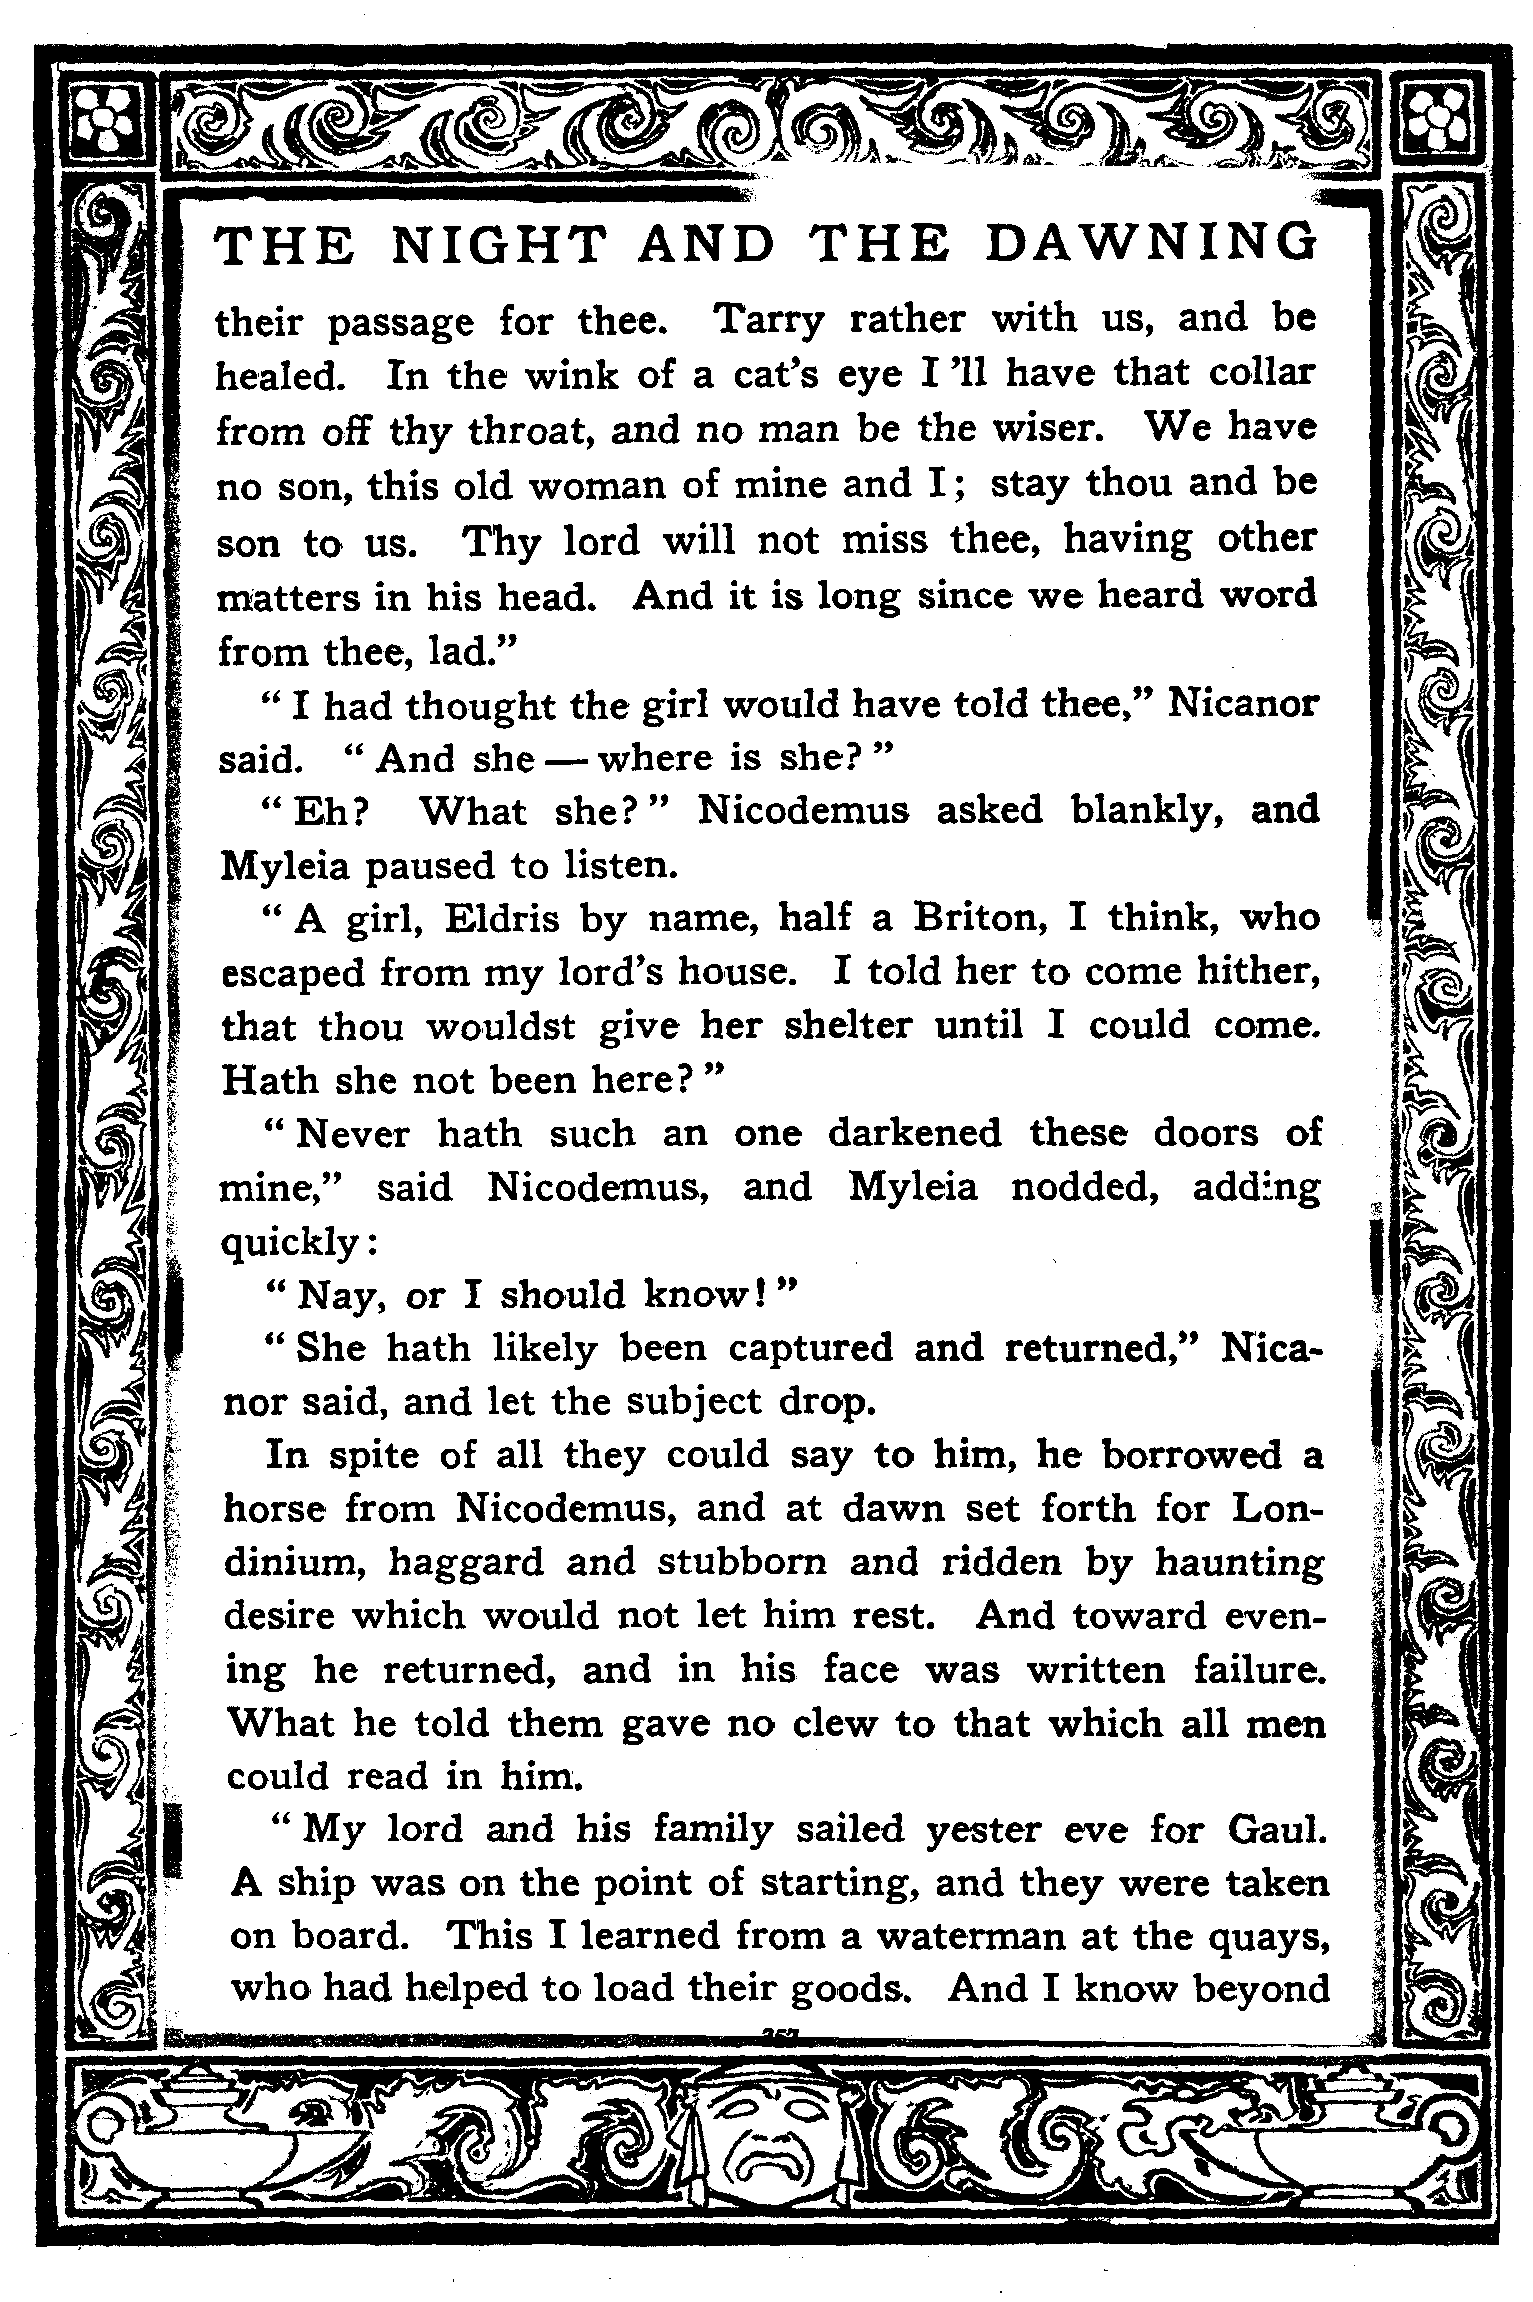 THE NIGHT AND THE DAWNING
their passage for thee. Tarry rather with us, and be
healed. In the wink of a cat's eye I 'll have that collar
from off thy throat, and no man be the wiser. We have
no son, this old woman of mine and I; stay thou and be
son to us. Thy lord will not miss thee, having other
matters in his head. And it is long since we heard word
from thee, lad."
"I had thought the girl would have told thee," Nicanor
said. "And she — where is she?"
"Eh? What she?" Nicodemus asked blankly, and
Myleia paused to listen.
"A girl, Eldris by name, half a Briton, I think, who
escaped from my lord's house. I told her to come hither,
that thou wouldst give her shelter until I could come.
Hath she not been here?"
"Never hath such an one darkened these doors of
mine," said Nicodemus, and Myleia nodded, adding
quickly:
"Nay, or I should know!"
"She hath likely been captured and returned," Nica-
nor said, and let the subject drop.
In spite of all they could say to him, he borrowed a
horse from Nicodemus, and at dawn set forth for Lon-
dinium, haggard and stubborn and ridden by haunting
desire which would not let him rest. And toward even-
ing he returned, and in his face was written failure.
What he told them gave no clew to that which all men
could read in him.
"My lord and his family sailed yester eve for Gaul.
A ship was on the point of starting, and they were taken
on board. This I learned from a waterman at the quays,
who had helped to load their goods. And I know beyond